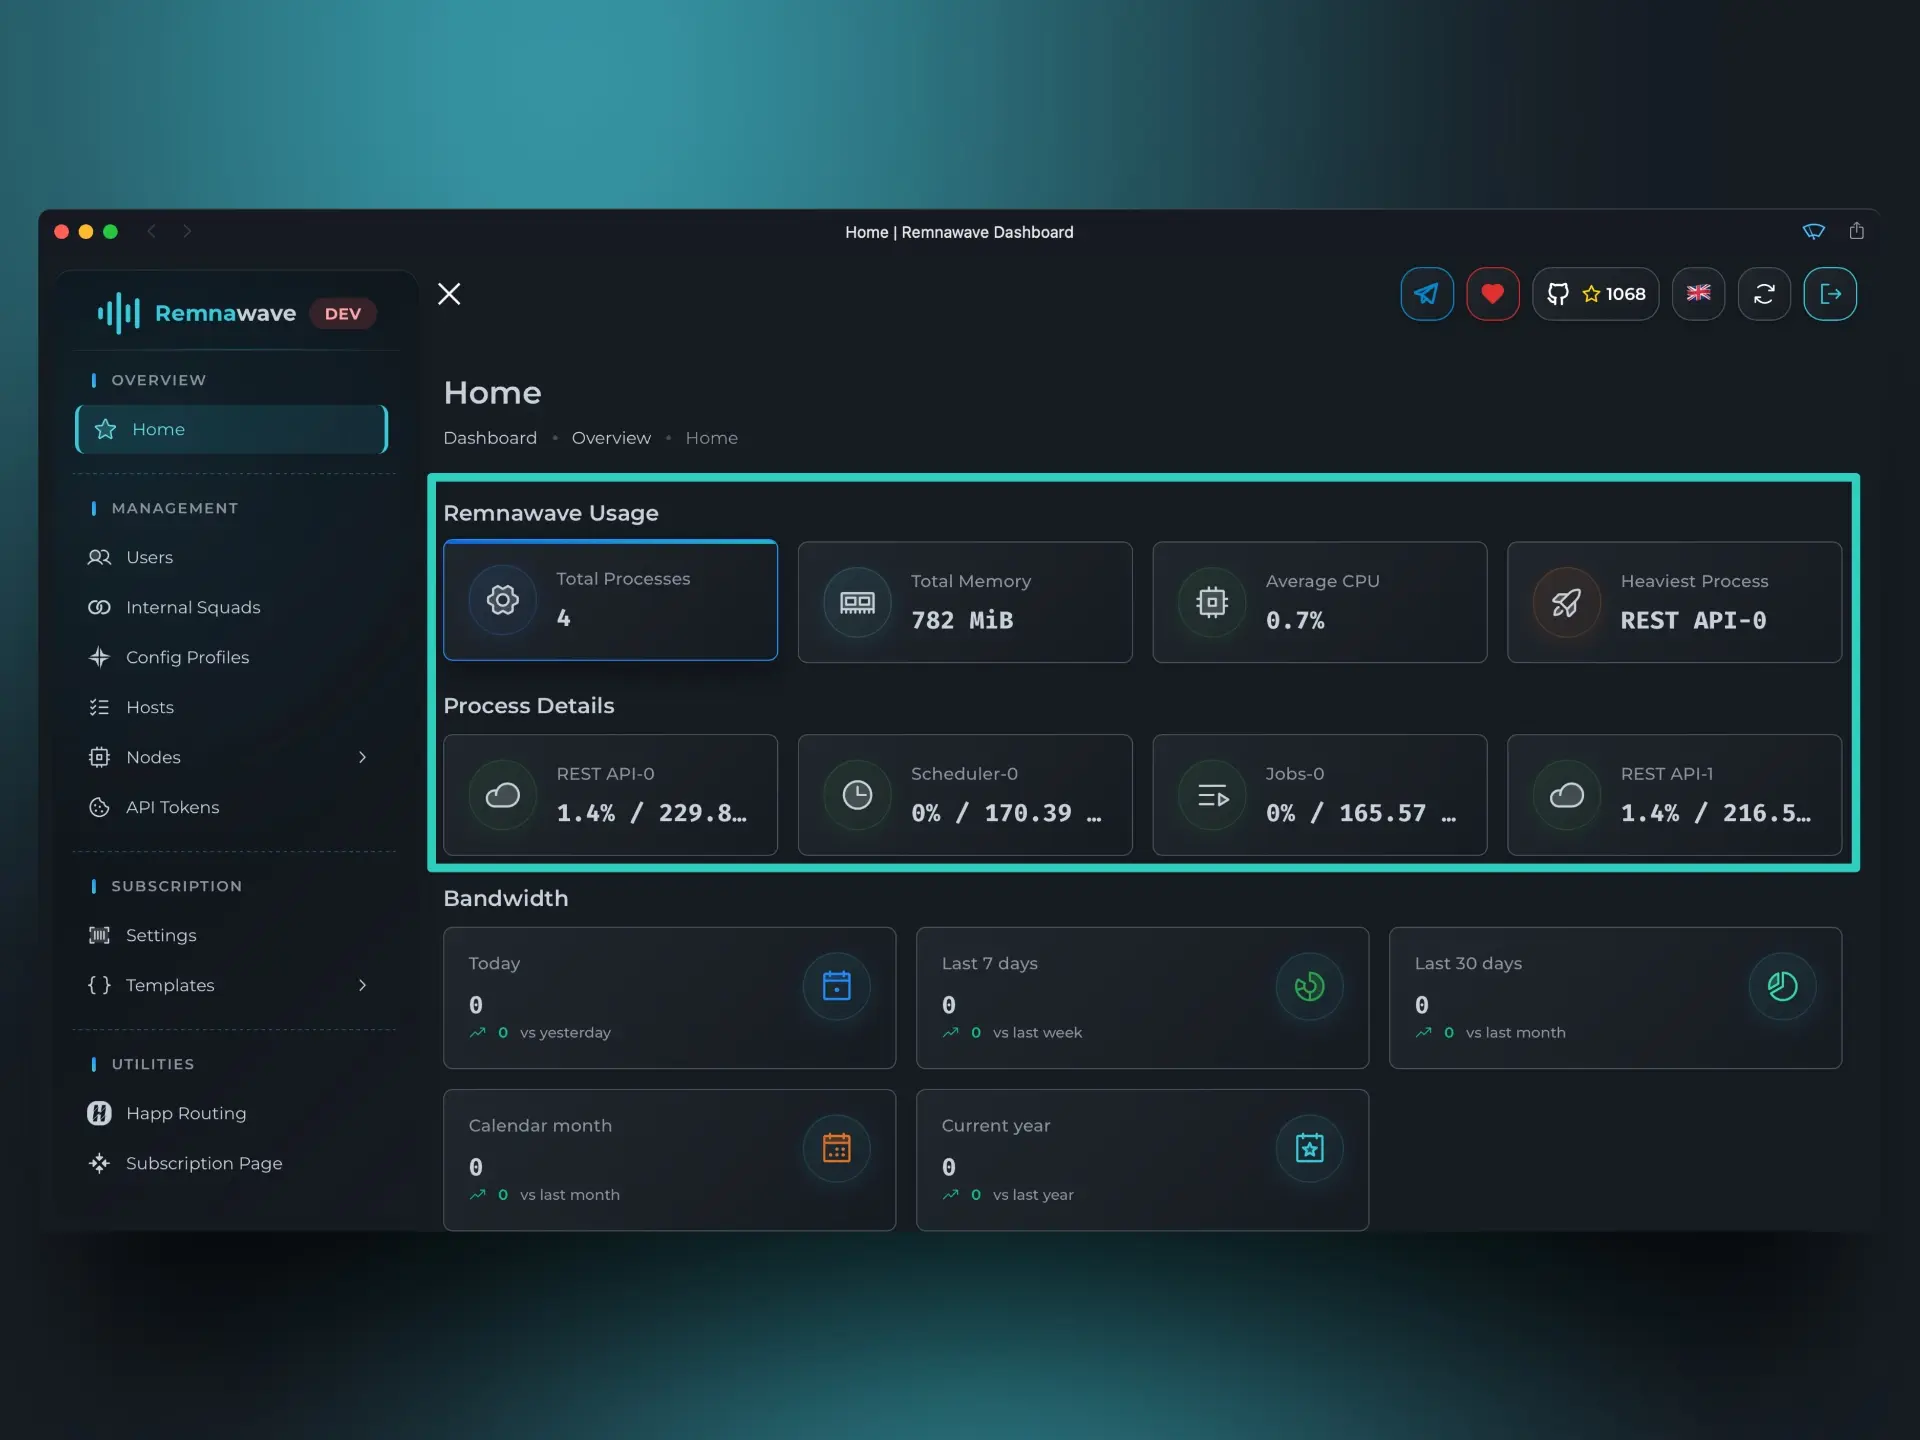 Home | Remnawave Dashboard
Remnawave DEV
1068
OVERVIEW
Home
MANAGEMENT
Users
Internal Squads
Config Profiles
Hosts
Nodes
API Tokens
SUBSCRIPTION
Settings
{ } Templates
UTILITIES
Happ Routing
Subscription Page
Home
Dashboard • Overview • Home
Remnawave Usage
Total Processes
4
Total Memory
782 MiB
Average CPU
0.7%
Heaviest Process
REST API-0
Process Details
REST API-0
1.4% / 229.8…
Scheduler-0
0% / 170.39 …
Jobs-0
0% / 165.57 …
REST API-1
1.4% / 216.5…
Bandwidth
Today
0
0 vs yesterday
Last 7 days
0
0 vs last week
Last 30 days
0
0 vs last month
Calendar month
0
0 vs last month
Current year
0
0 vs last year